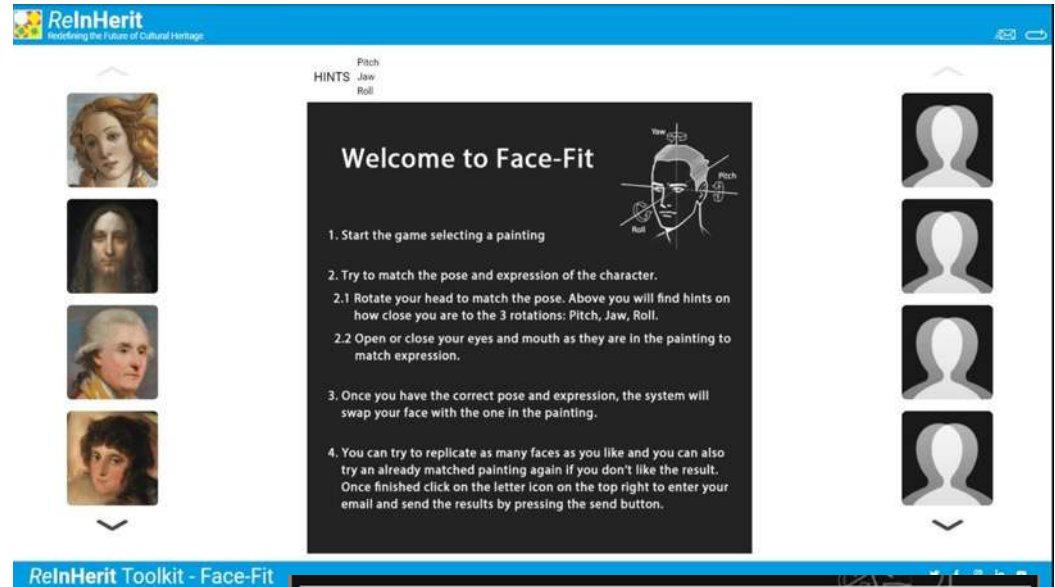 ReInHerit
Redefining the Future of Cultural Heritage
HINTS
Pitch
Jaw
Roll
Welcome to Face-Fit
Yaw
Pitch
Roll
1. Start the game selecting a painting
2. Try to match the pose and expression of the character.
2.1 Rotate your head to match the pose. Above you will find hints on
how close you are to the 3 rotations: Pitch, Jaw, Roll.
2.2 Open or close your eyes and mouth as they are in the painting to
match expression.
3. Once you have the correct pose and expression, the system will
swap your face with the one in the painting.
4. You can try to replicate as many faces as you like and you can also
try an already matched painting again if you don't like the result.
Once finished click on the letter icon on the top right to enter your
email and send the results by pressing the send button.
ReInHerit Toolkit - Face-Fit